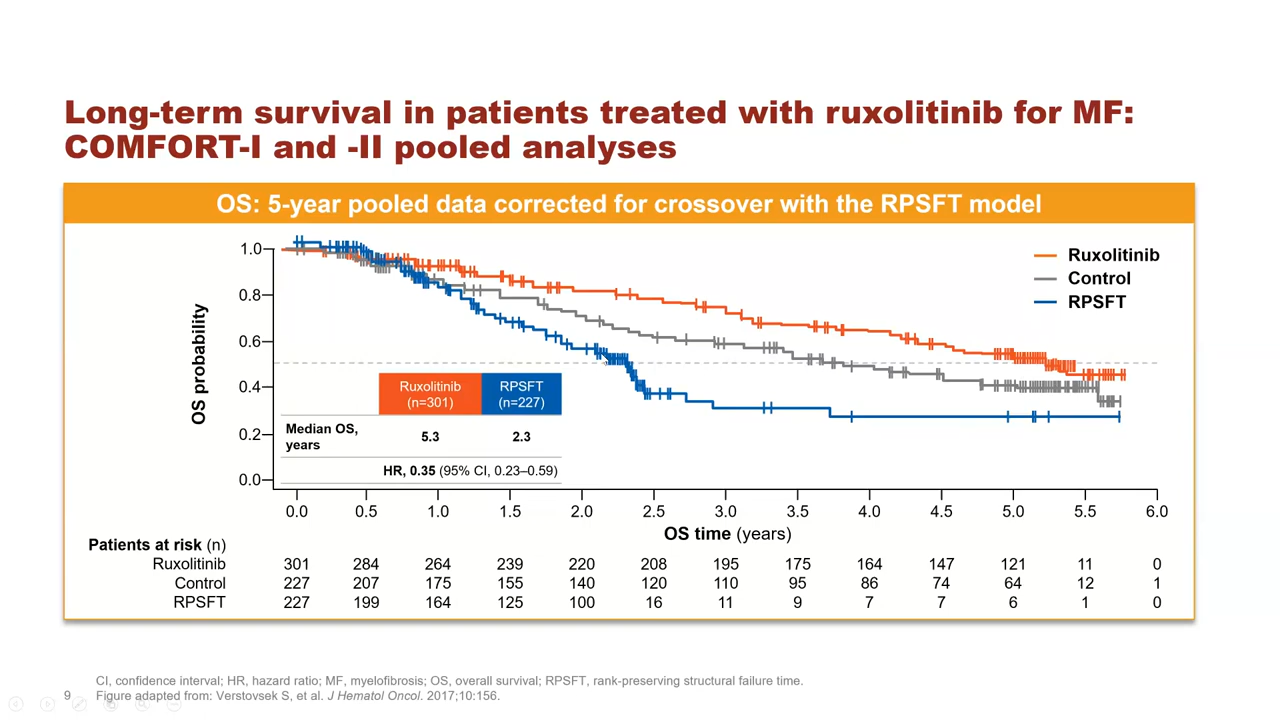 Long-term survival in patients treated with ruxolitinib for MF:
COMFORT-I and -II pooled analyses
OS: 5-year pooled data corrected for crossover with the RPSFT model
OS probability
1.0
0.8
0.6
0.4
0.2
0.0
Ruxolitinib
Control
RPSFT
Ruxolitinib (n=301) RPSFT (n=227)
Median OS, years 5.3 2.3
HR, 0.35 (95% CI, 0.23–0.59)
0.0 0.5 1.0 1.5 2.0 2.5 3.0 3.5 4.0 4.5 5.0 5.5 6.0
OS time (years)
Patients at risk (n)
Ruxolitinib 301 284 264 239 220 208 195 175 164 147 121 11 0
Control 227 207 175 155 140 120 110 95 86 74 64 12 1
RPSFT 227 199 164 125 100 16 11 9 7 7 6 1 0
CI, confidence interval; HR, hazard ratio; MF, myelofibrosis; OS, overall survival; RPSFT, rank-preserving structural failure time.
9 Figure adapted from: Verstovsek S, et al. J Hematol Oncol. 2017;10:156.